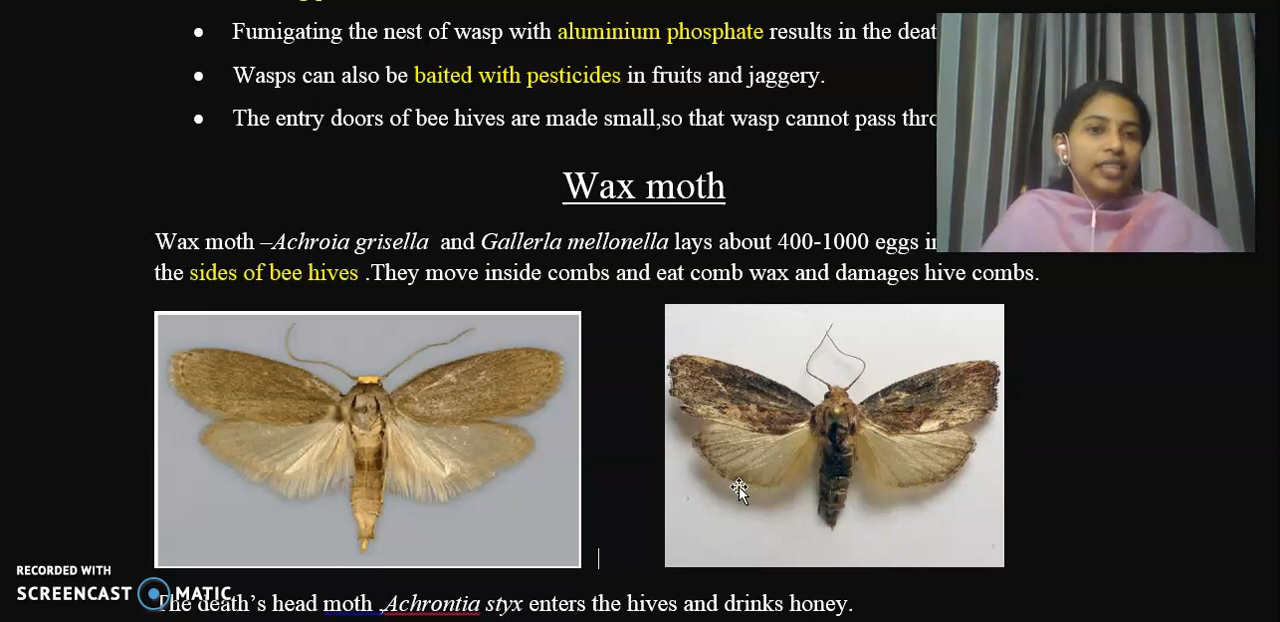 Fumigating the nest of wasp with aluminium phosphate results in the deat
Wasps can also be baited with pesticides in fruits and jaggery.
The entry doors of bee hives are made small,so that wasp cannot pass thro
Wax moth
Wax moth –Achroia grisella and Gallerla mellonella lays about 400-1000 eggs in
the sides of bee hives .They move inside combs and eat comb wax and damages hive combs.
RECORDED WITH
SCREENCAST MATIC
The death's head moth ,Achrontia styx enters the hives and drinks honey.